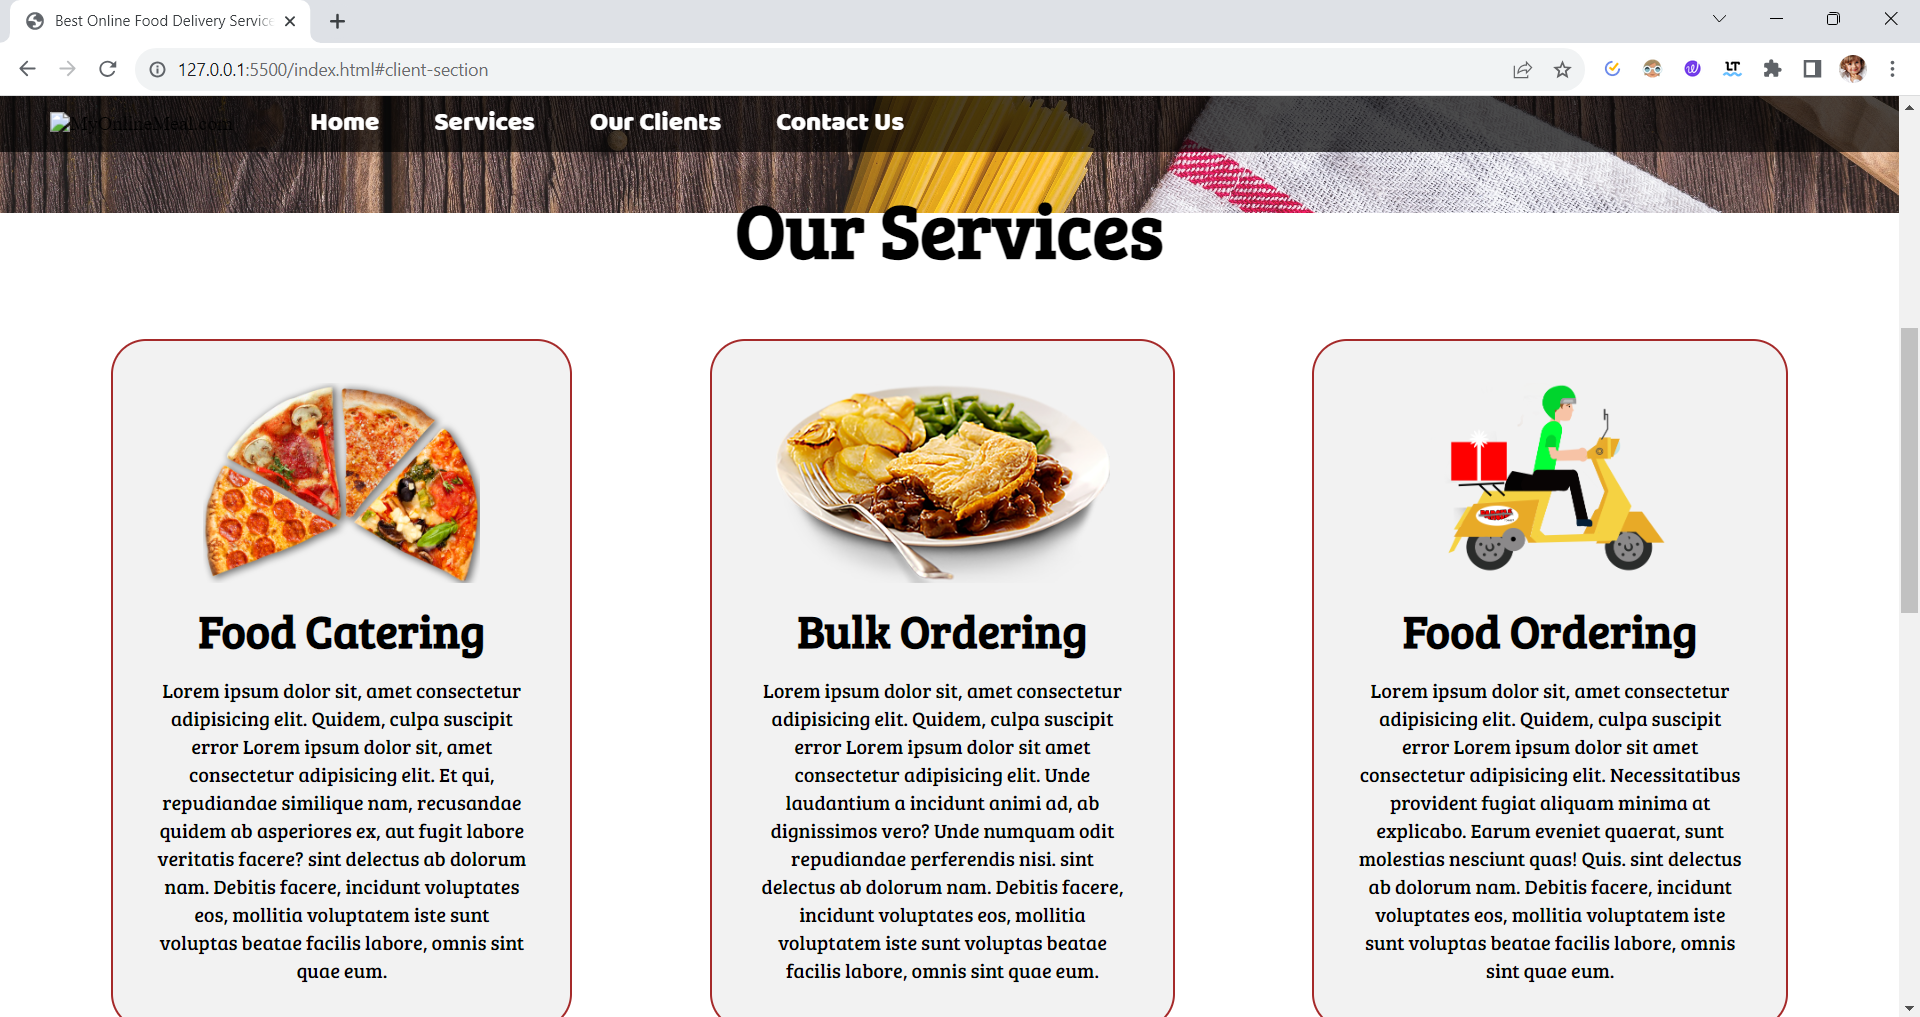 Best Online Food Delivery Service
127.0.0.1:5500/index.html#client-section
LT
MyOnlineMeal.com
Home
Services
Our Clients
Contact Us
Our Services
Food Catering
Lorem ipsum dolor sit, amet consectetur
adipisicing elit. Quidem, culpa suscipit
error Lorem ipsum dolor sit, amet
consectetur adipisicing elit. Et qui,
repudiandae similique nam, recusandae
quidem ab asperiores ex, aut fugit labore
veritatis facere? sint delectus ab dolorum
nam. Debitis facere, incidunt voluptates
eos, mollitia voluptatem iste sunt
voluptas beatae facilis labore, omnis sint
quae eum.
Bulk Ordering
Lorem ipsum dolor sit, amet consectetur
adipisicing elit. Quidem, culpa suscipit
error Lorem ipsum dolor sit amet
consectetur adipisicing elit. Unde
laudantium a incidunt animi ad, ab
dignissimos vero? Unde numquam odit
repudiandae perferendis nisi. sint
delectus ab dolorum nam. Debitis facere,
incidunt voluptates eos, mollitia
voluptatem iste sunt voluptas beatae
facilis labore, omnis sint quae eum.
Food Ordering
Lorem ipsum dolor sit, amet consectetur
adipisicing elit. Quidem, culpa suscipit
error Lorem ipsum dolor sit amet
consectetur adipisicing elit. Necessitatibus
provident fugiat aliquam minima at
explicabo. Earum eveniet quaerat, sunt
molestias nesciunt quas! Quis. sint delectus
ab dolorum nam. Debitis facere, incidunt
voluptates eos, mollitia voluptatem iste
sunt voluptas beatae facilis labore, omnis
sint quae eum.